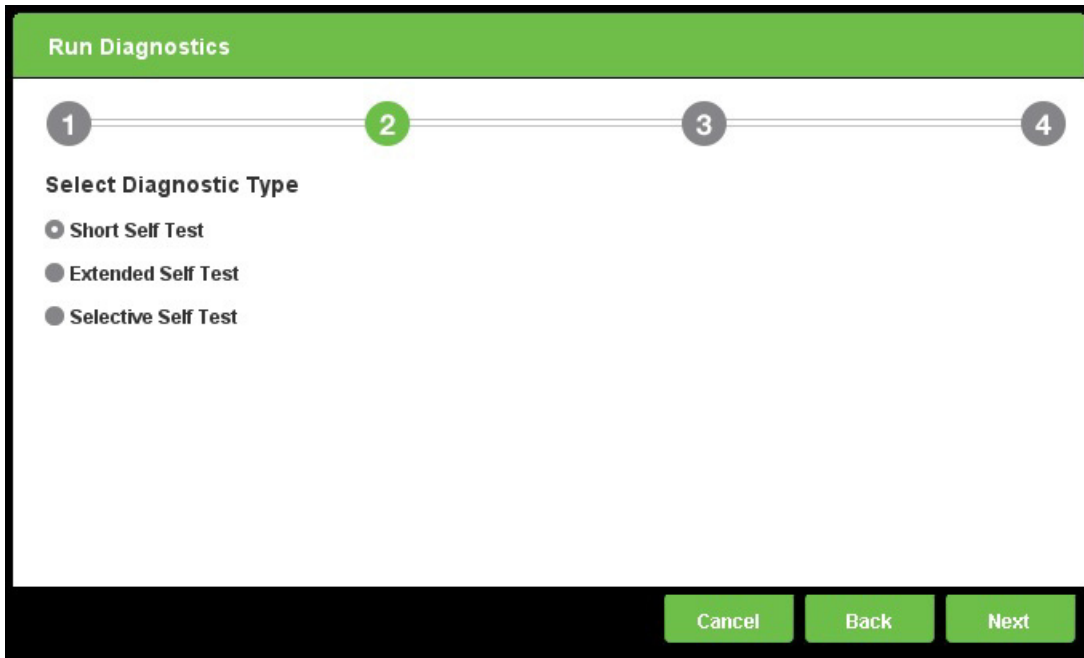 Run Diagnostics
1 2 3 4
Select Diagnostic Type
Short Self Test
Extended Self Test
Selective Self Test
Cancel Back Next